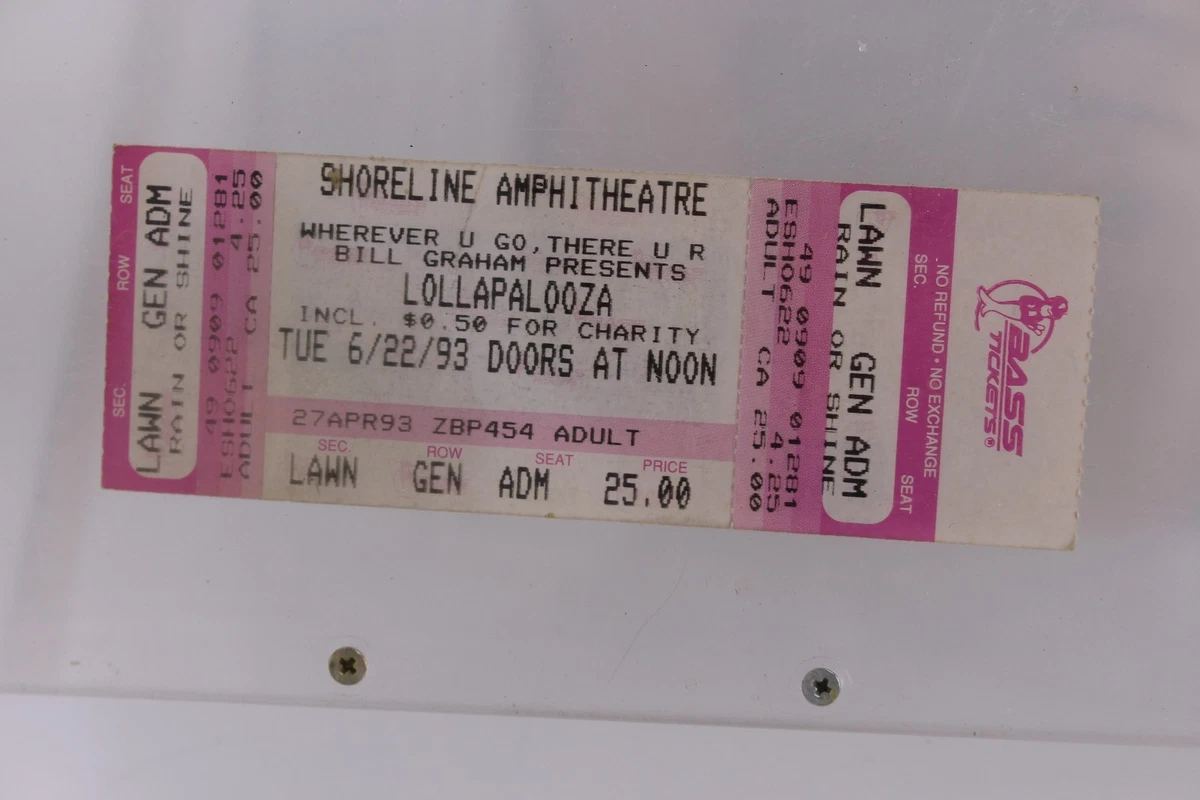 SEC. ROW SEAT
LAWN GEN ADM
RAIN OR SHINE
49 0909 01281
ESH0622 4.25
ADULT CA 25.00
SHORELINE AMPHITHEATRE
WHEREVER U GO, THERE U R
BILL GRAHAM PRESENTS
LOLLAPALOOZA
INCL. $0.50 FOR CHARITY
TUE 6/22/93 DOORS AT NOON
27APR93 ZBP454 ADULT
SEC. ROW SEAT PRICE
LAWN GEN ADM 25.00
LAWN GEN ADM
RAIN OR SHINE
49 0909 01281
ESH0622 4.25
ADULT CA 25.00
SEC. ROW SEAT
NO REFUND • NO EXCHANGE
BASS
TICKETS®